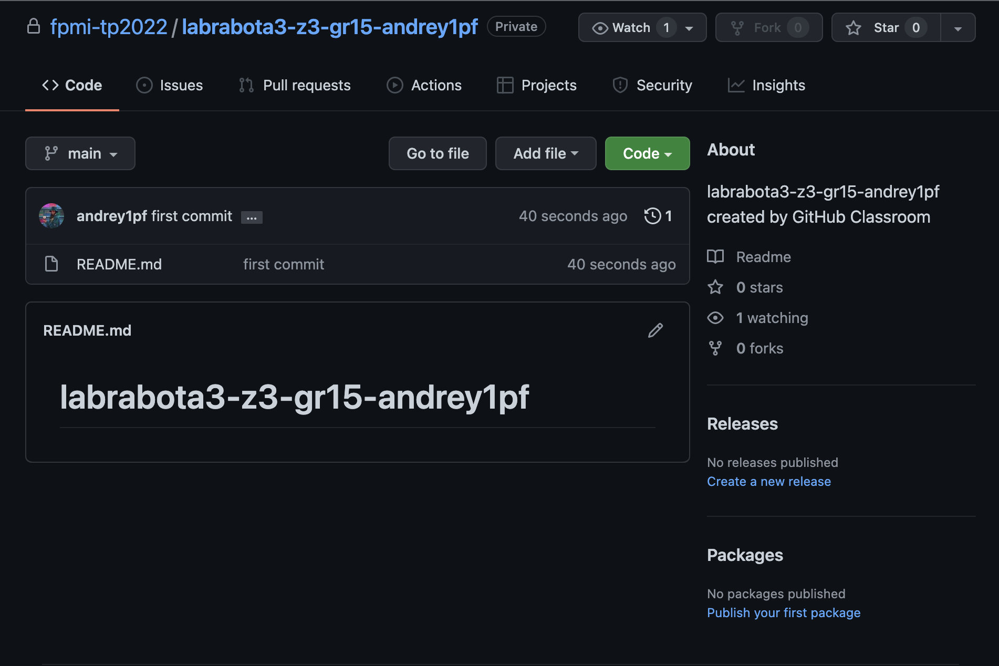 fpmi-tp2022 / labrabota3-z3-gr15-andrey1pf Private Watch 1 Fork 0 Star 0
Code Issues Pull requests Actions Projects Security Insights
main Go to file Add file Code
andrey1pf first commit ... 40 seconds ago 1
README.md first commit 40 seconds ago
README.md
labrabota3-z3-gr15-andrey1pf
About
labrabota3-z3-gr15-andrey1pf
created by GitHub Classroom
Readme
0 stars
1 watching
0 forks
Releases
No releases published
Create a new release
Packages
No packages published
Publish your first package